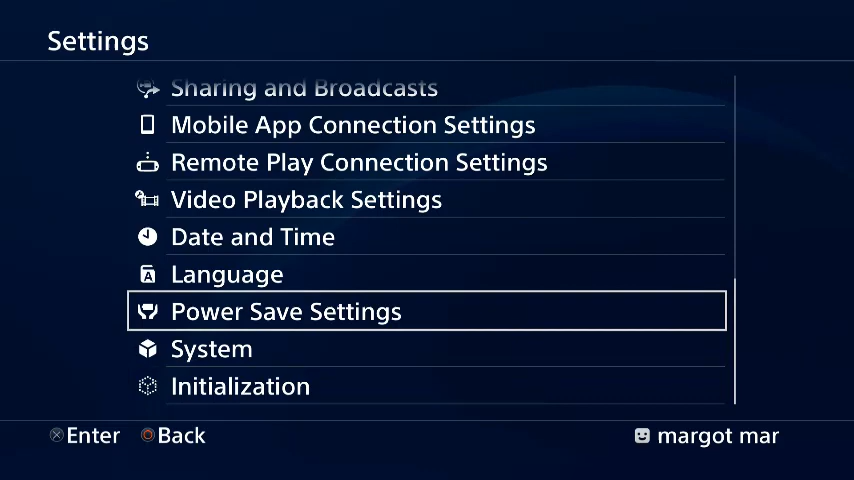 Settings
Sharing and Broadcasts
Mobile App Connection Settings
Remote Play Connection Settings
Video Playback Settings
Date and Time
Language
Power Save Settings
System
Initialization
Enter Back margot mar